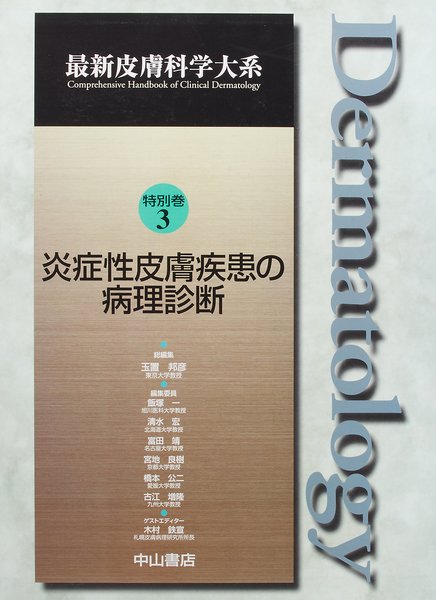 最新皮膚科学大系
Comprehensive Handbook of Clinical Dermatology
Dermatology
特別巻
3
炎症性皮膚疾患の
病理診断
総編集
玉置 邦彦
東京大学教授
編集委員
飯塚 一
旭川医科大学教授
清水 宏
北海道大学教授
富田 靖
名古屋大学教授
宮地 良樹
京都大学教授
橋本 公二
愛媛大学教授
古江 増隆
九州大学教授
ゲストエディター
木村 鉄宣
札幌皮膚病理研究所所長
中山書店